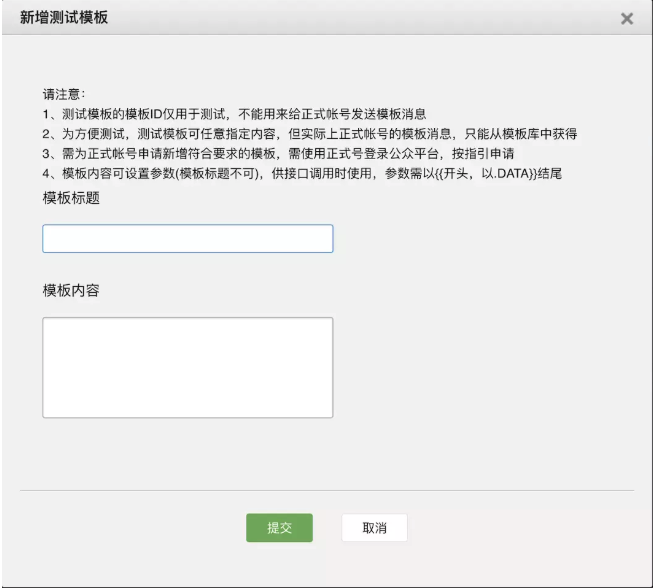 新增测试模板
请注意：
1、测试模板的模板ID仅用于测试，不能用来给正式帐号发送模板消息
2、为方便测试，测试模板可任意指定内容，但实际上正式帐号的模板消息，只能从模板库中获得
3、需为正式帐号申请新增符合要求的模板，需使用正式号登录公众平台，按指引申请
4、模板内容可设置参数(模板标题不可)，供接口调用时使用，参数需以{{开头，以.DATA}}结尾
模板标题
模板内容
提交
取消